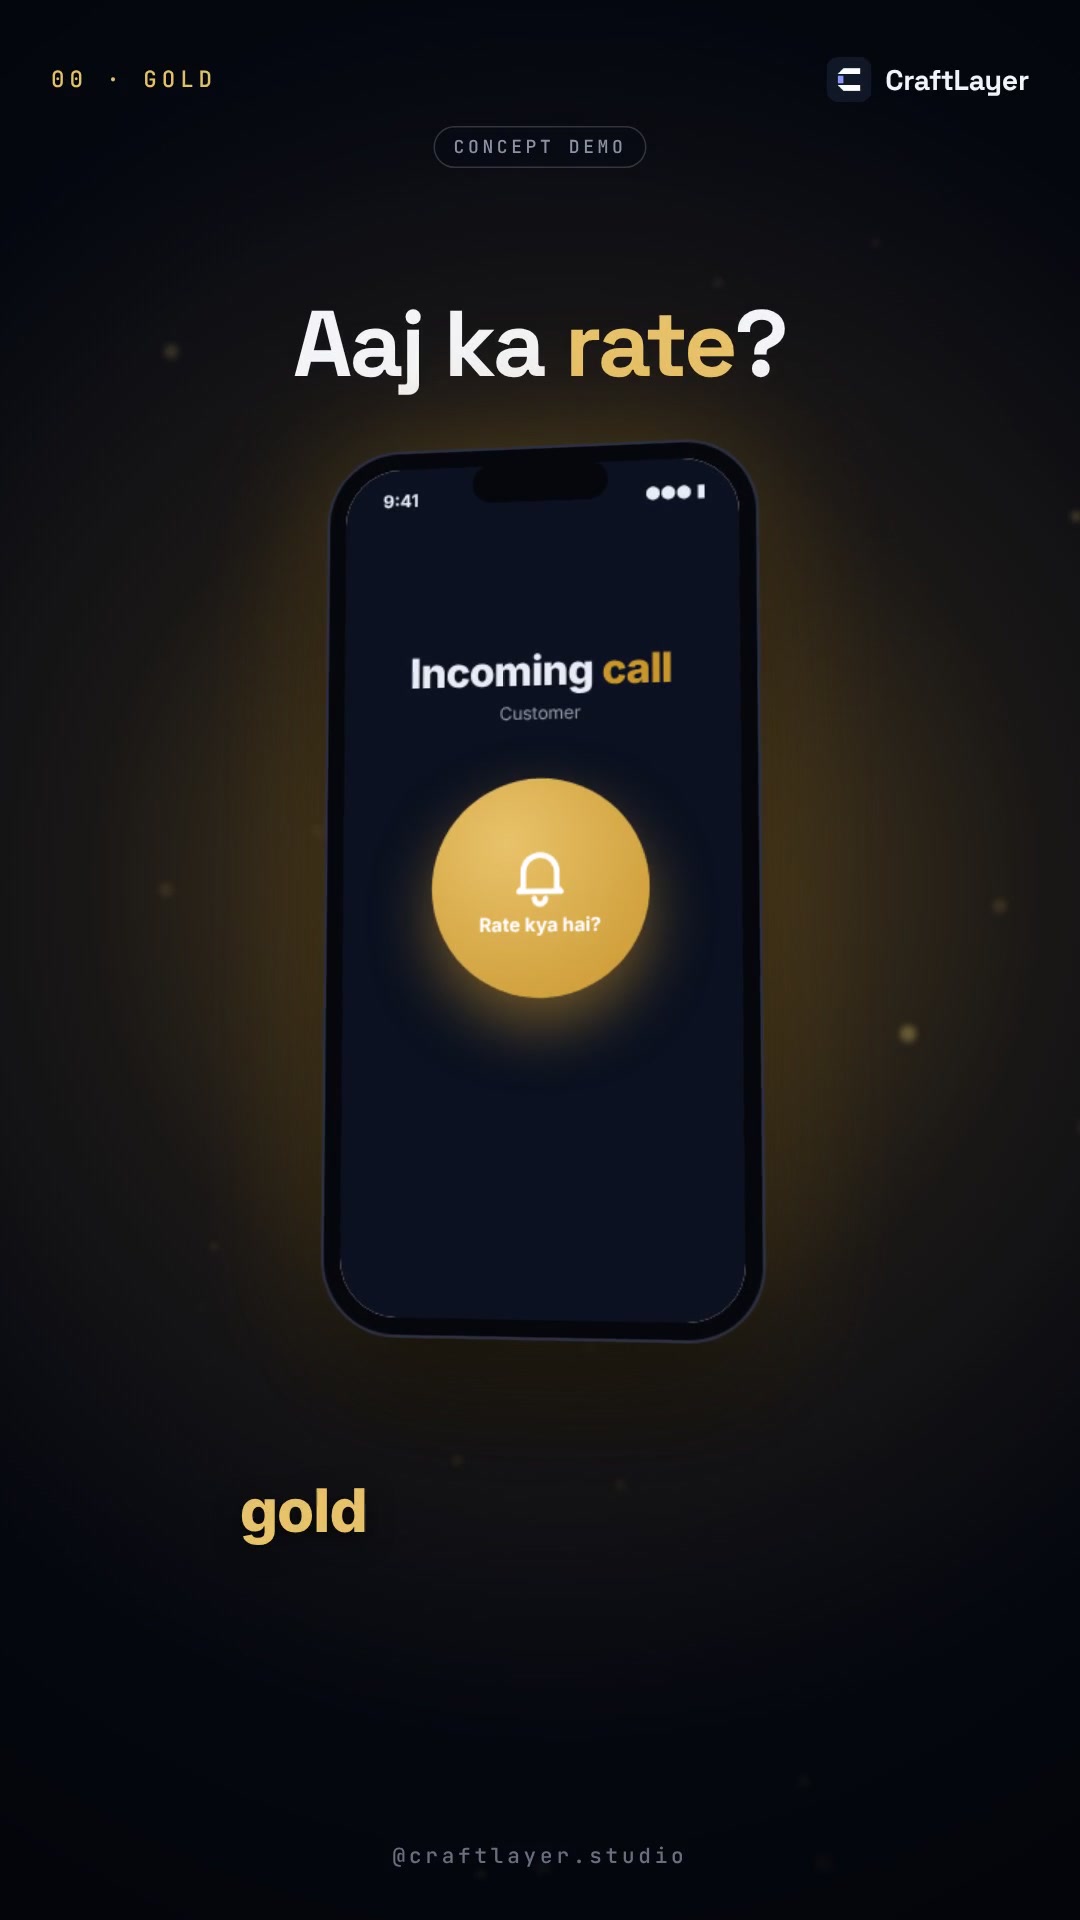 00 · GOLD
CraftLayer
CONCEPT DEMO
Aaj ka rate?
9:41
Incoming call
Customer
Rate kya hai?
gold
@craftlayer.studio